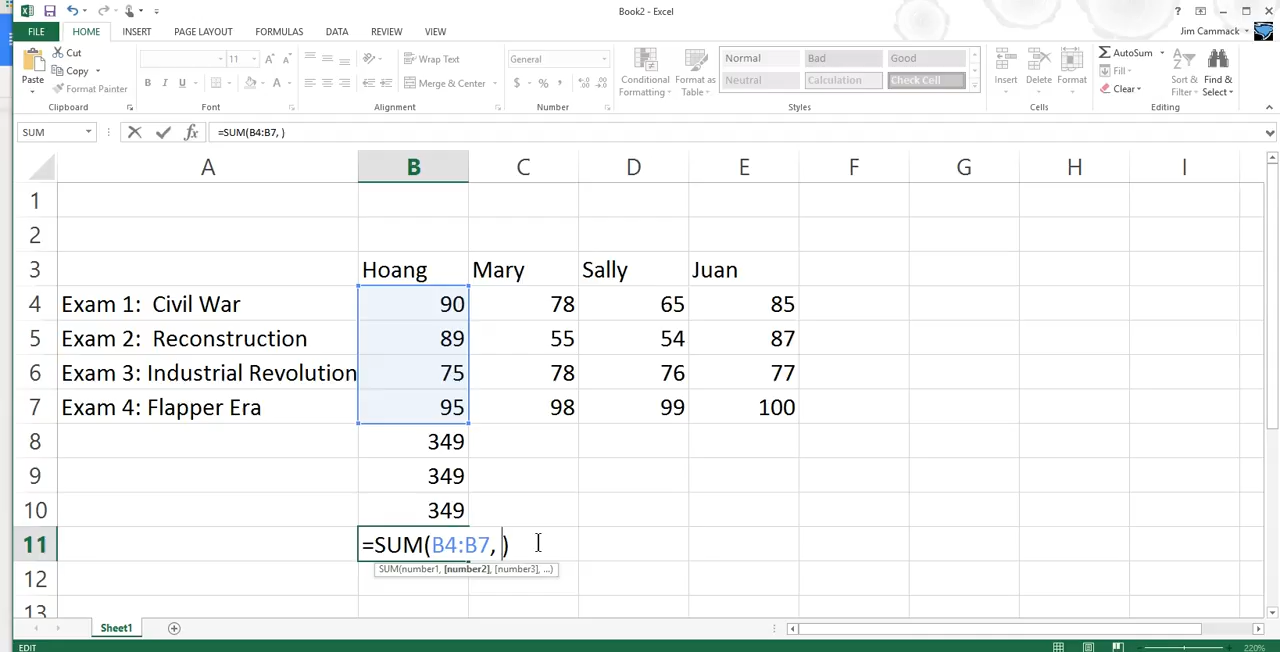 Book2 - Excel
?
FILE HOME INSERT PAGE LAYOUT FORMULAS DATA REVIEW VIEW Jim Cammack
Paste
Cut
Copy
Format Painter
Clipboard
11 A A
B I U A
Font
Wrap Text
Merge & Center
Alignment
General
$ % ,
Number
Conditional Formatting
Format as Table
Normal Bad Good
Neutral Calculation Check Cell
Styles
Insert Delete Format
Cells
AutoSum
Fill
Clear
Sort & Filter
Find & Select
Editing
SUM fx =SUM(B4:B7, )
A B C D E F G H I
1
2
3 Hoang Mary Sally Juan
4 Exam 1:  Civil War 90 78 65 85
5 Exam 2:  Reconstruction 89 55 54 87
6 Exam 3: Industrial Revolution 75 78 76 77
7 Exam 4: Flapper Era 95 98 99 100
8 349
9 349
10 349
11 =SUM(B4:B7, )
SUM(number1, [number2], [number3], ...)
12
13
Sheet1
EDIT 220%